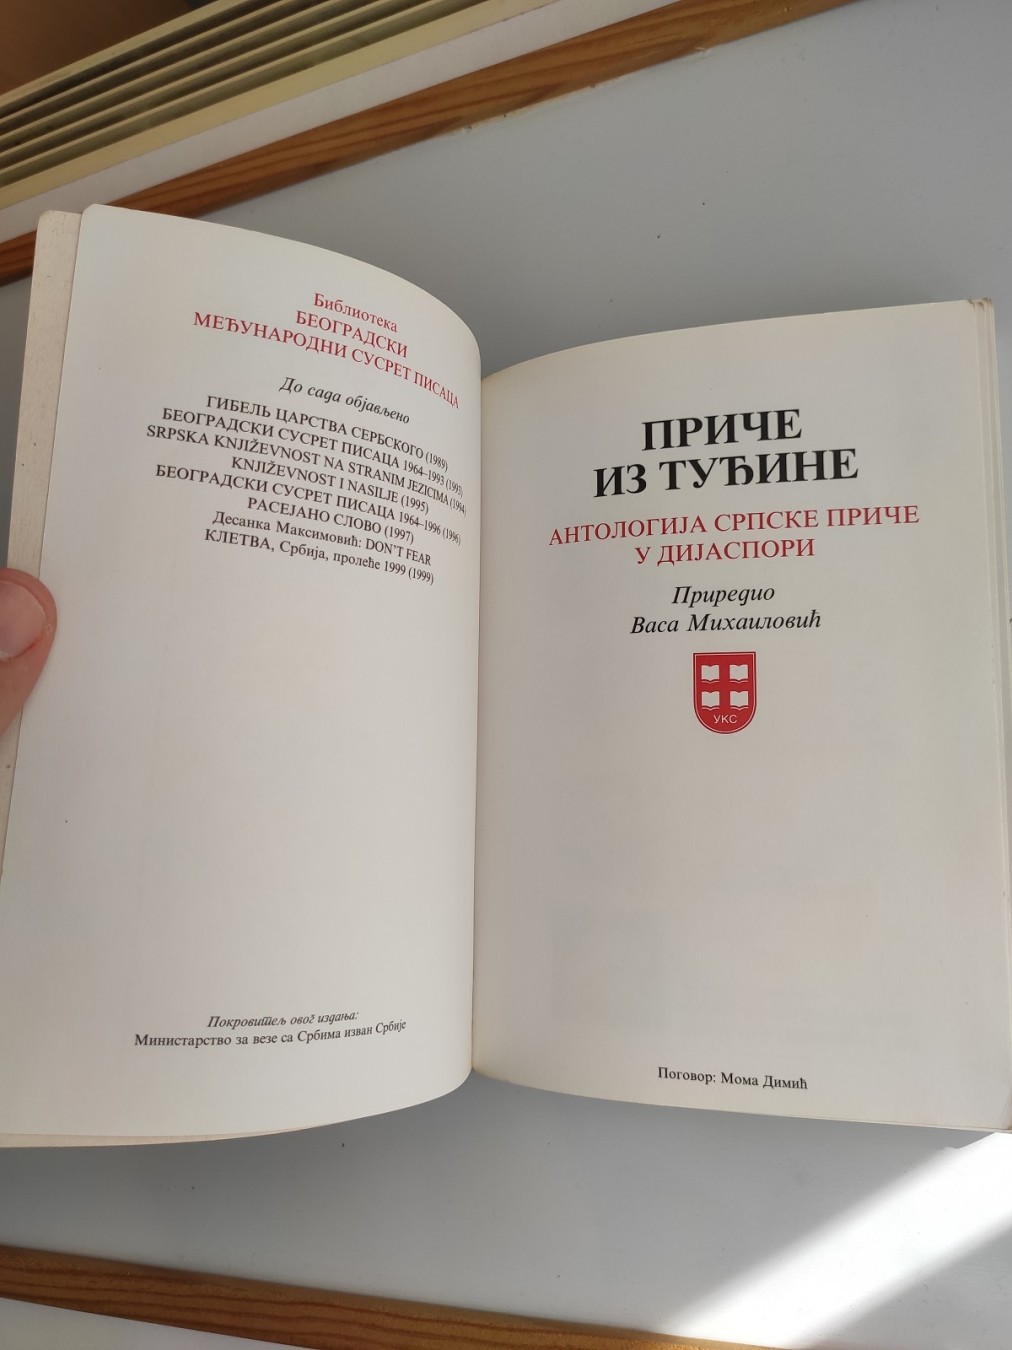 Библиотека
БЕОГРАДСКИ
МЕЂУНАРОДНИ СУСРЕТ ПИСАЦА
До сада објављено
ГИБЕЛЬ ЦАРСТВА СЕРБСКОГО (1989)
БЕОГРАДСКИ СУСРЕТ ПИСАЦА 1964–1993 (1993)
SRPSKA KNJIŽEVNOST NA STRANIM JEZICIMA (1994)
KNJIŽEVNOST I NASILJE (1995)
БЕОГРАДСКИ СУСРЕТ ПИСАЦА 1964–1996 (1996)
РАСЕЈАНО СЛОВО (1997)
Десанка Максимовић: DON'T FEAR
КЛЕТВА, Србија, пролеће 1999 (1999)
Покровитељ овог издања:
Министарство за везе са Србима изван Србије
ПРИЧЕ
ИЗ ТУЂИНЕ
АНТОЛОГИЈА СРПСКЕ ПРИЧЕ
У ДИЈАСПОРИ
Приредио
Васа Михаиловић
УКС
Поговор: Мома Димић